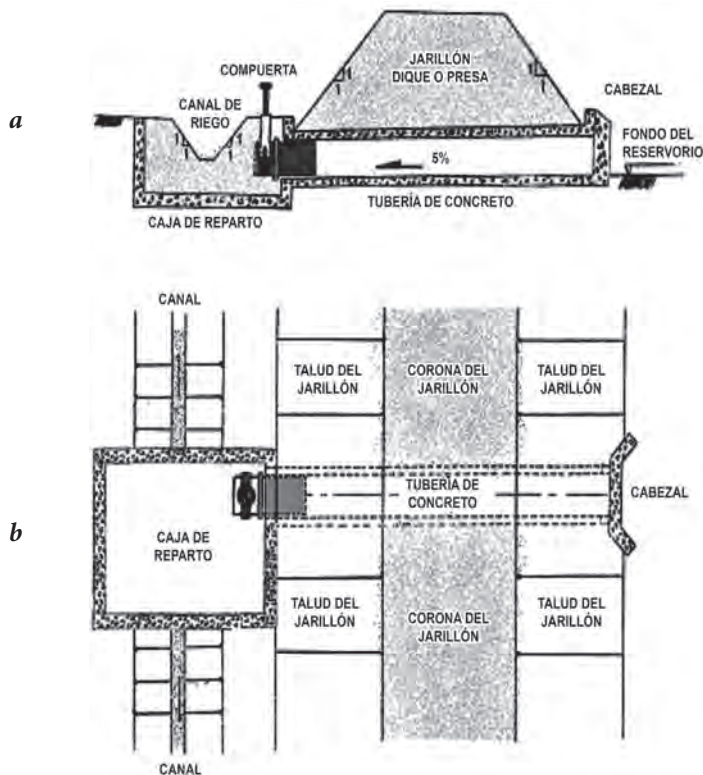 a
COMPUERTA
CANAL DE
RIEGO
1
1
1
1
JARILLÓN
DIQUE O PRESA
1
1
CABEZAL
FONDO DEL
RESERVORIO
5%
CAJA DE REPARTO
TUBERÍA DE CONCRETO
b
CANAL
TALUD DEL
JARILLÓN
CORONA DEL
JARILLÓN
TALUD DEL
JARILLÓN
TUBERÍA DE
CONCRETO
CABEZAL
CAJA DE
REPARTO
TALUD DEL
JARILLÓN
CORONA DEL
JARILLÓN
TALUD DEL
JARILLÓN
CANAL